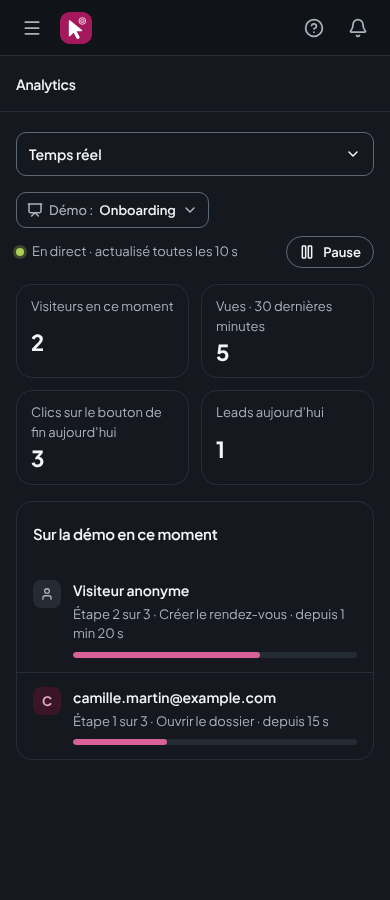 Analytics
Temps réel
Démo : Onboarding
En direct · actualisé toutes les 10 s
Pause
Visiteurs en ce moment
2
Vues · 30 dernières
minutes
5
Clics sur le bouton de
fin aujourd'hui
3
Leads aujourd'hui
1
Sur la démo en ce moment
Visiteur anonyme
Étape 2 sur 3 · Créer le rendez-vous · depuis 1
min 20 s
C
camille.martin@example.com
Étape 1 sur 3 · Ouvrir le dossier · depuis 15 s